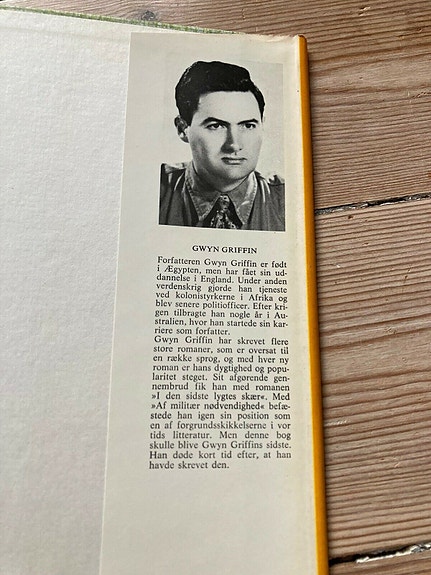 GWYN GRIFFIN
Forfatteren Gwyn Griffin er født
i Ægypten, men har fået sin ud-
dannelse i England. Under anden
verdenskrig gjorde han tjeneste
ved kolonistyrkerne i Afrika og
blev senere politiofficer. Efter kri-
gen tilbragte han nogle år i Au-
stralien, hvor han startede sin kar-
riere som forfatter.
Gwyn Griffin har skrevet flere
store romaner, som er oversat til
en række sprog, og med hver ny
roman er hans dygtighed og popu-
laritet steget. Sit afgørende gen-
nembrud fik han med romanen
»I den sidste lygtes skær«. Med
»Af militær nødvendighed« befæ-
stede han igen sin position som
en af forgrundsskikkelserne i vor
tids litteratur. Men denne bog
skulle blive Gwyn Griffins sidste.
Han døde kort tid efter, at han
havde skrevet den.